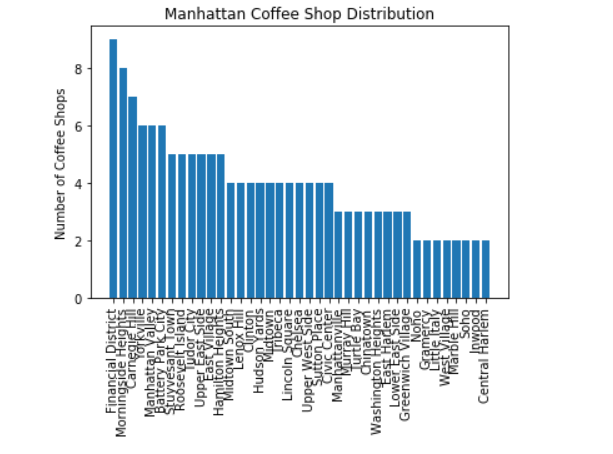 Manhattan Coffee Shop Distribution
Number of Coffee Shops
8
6
4
2
0
Financial District
Morningside Heights
Carnegie Hill
Yorkville
Manhattan Valley
Battery Park City
Stuyvesant Town
Roosevelt Island
Tudor City
Upper East Side
East Village
Hamilton Heights
Midtown South
Lenox Hill
Clinton
Hudson Yards
Midtown
Tribeca
Lincoln Square
Chelsea
Upper West Side
Sutton Place
Civic Center
Manhattanville
Murray Hill
Turtle Bay
Chinatown
Washington Heights
East Harlem
Lower East Side
Greenwich Village
Noho
Gramercy
Little Italy
West Village
Marble Hill
Soho
Inwood
Central Harlem